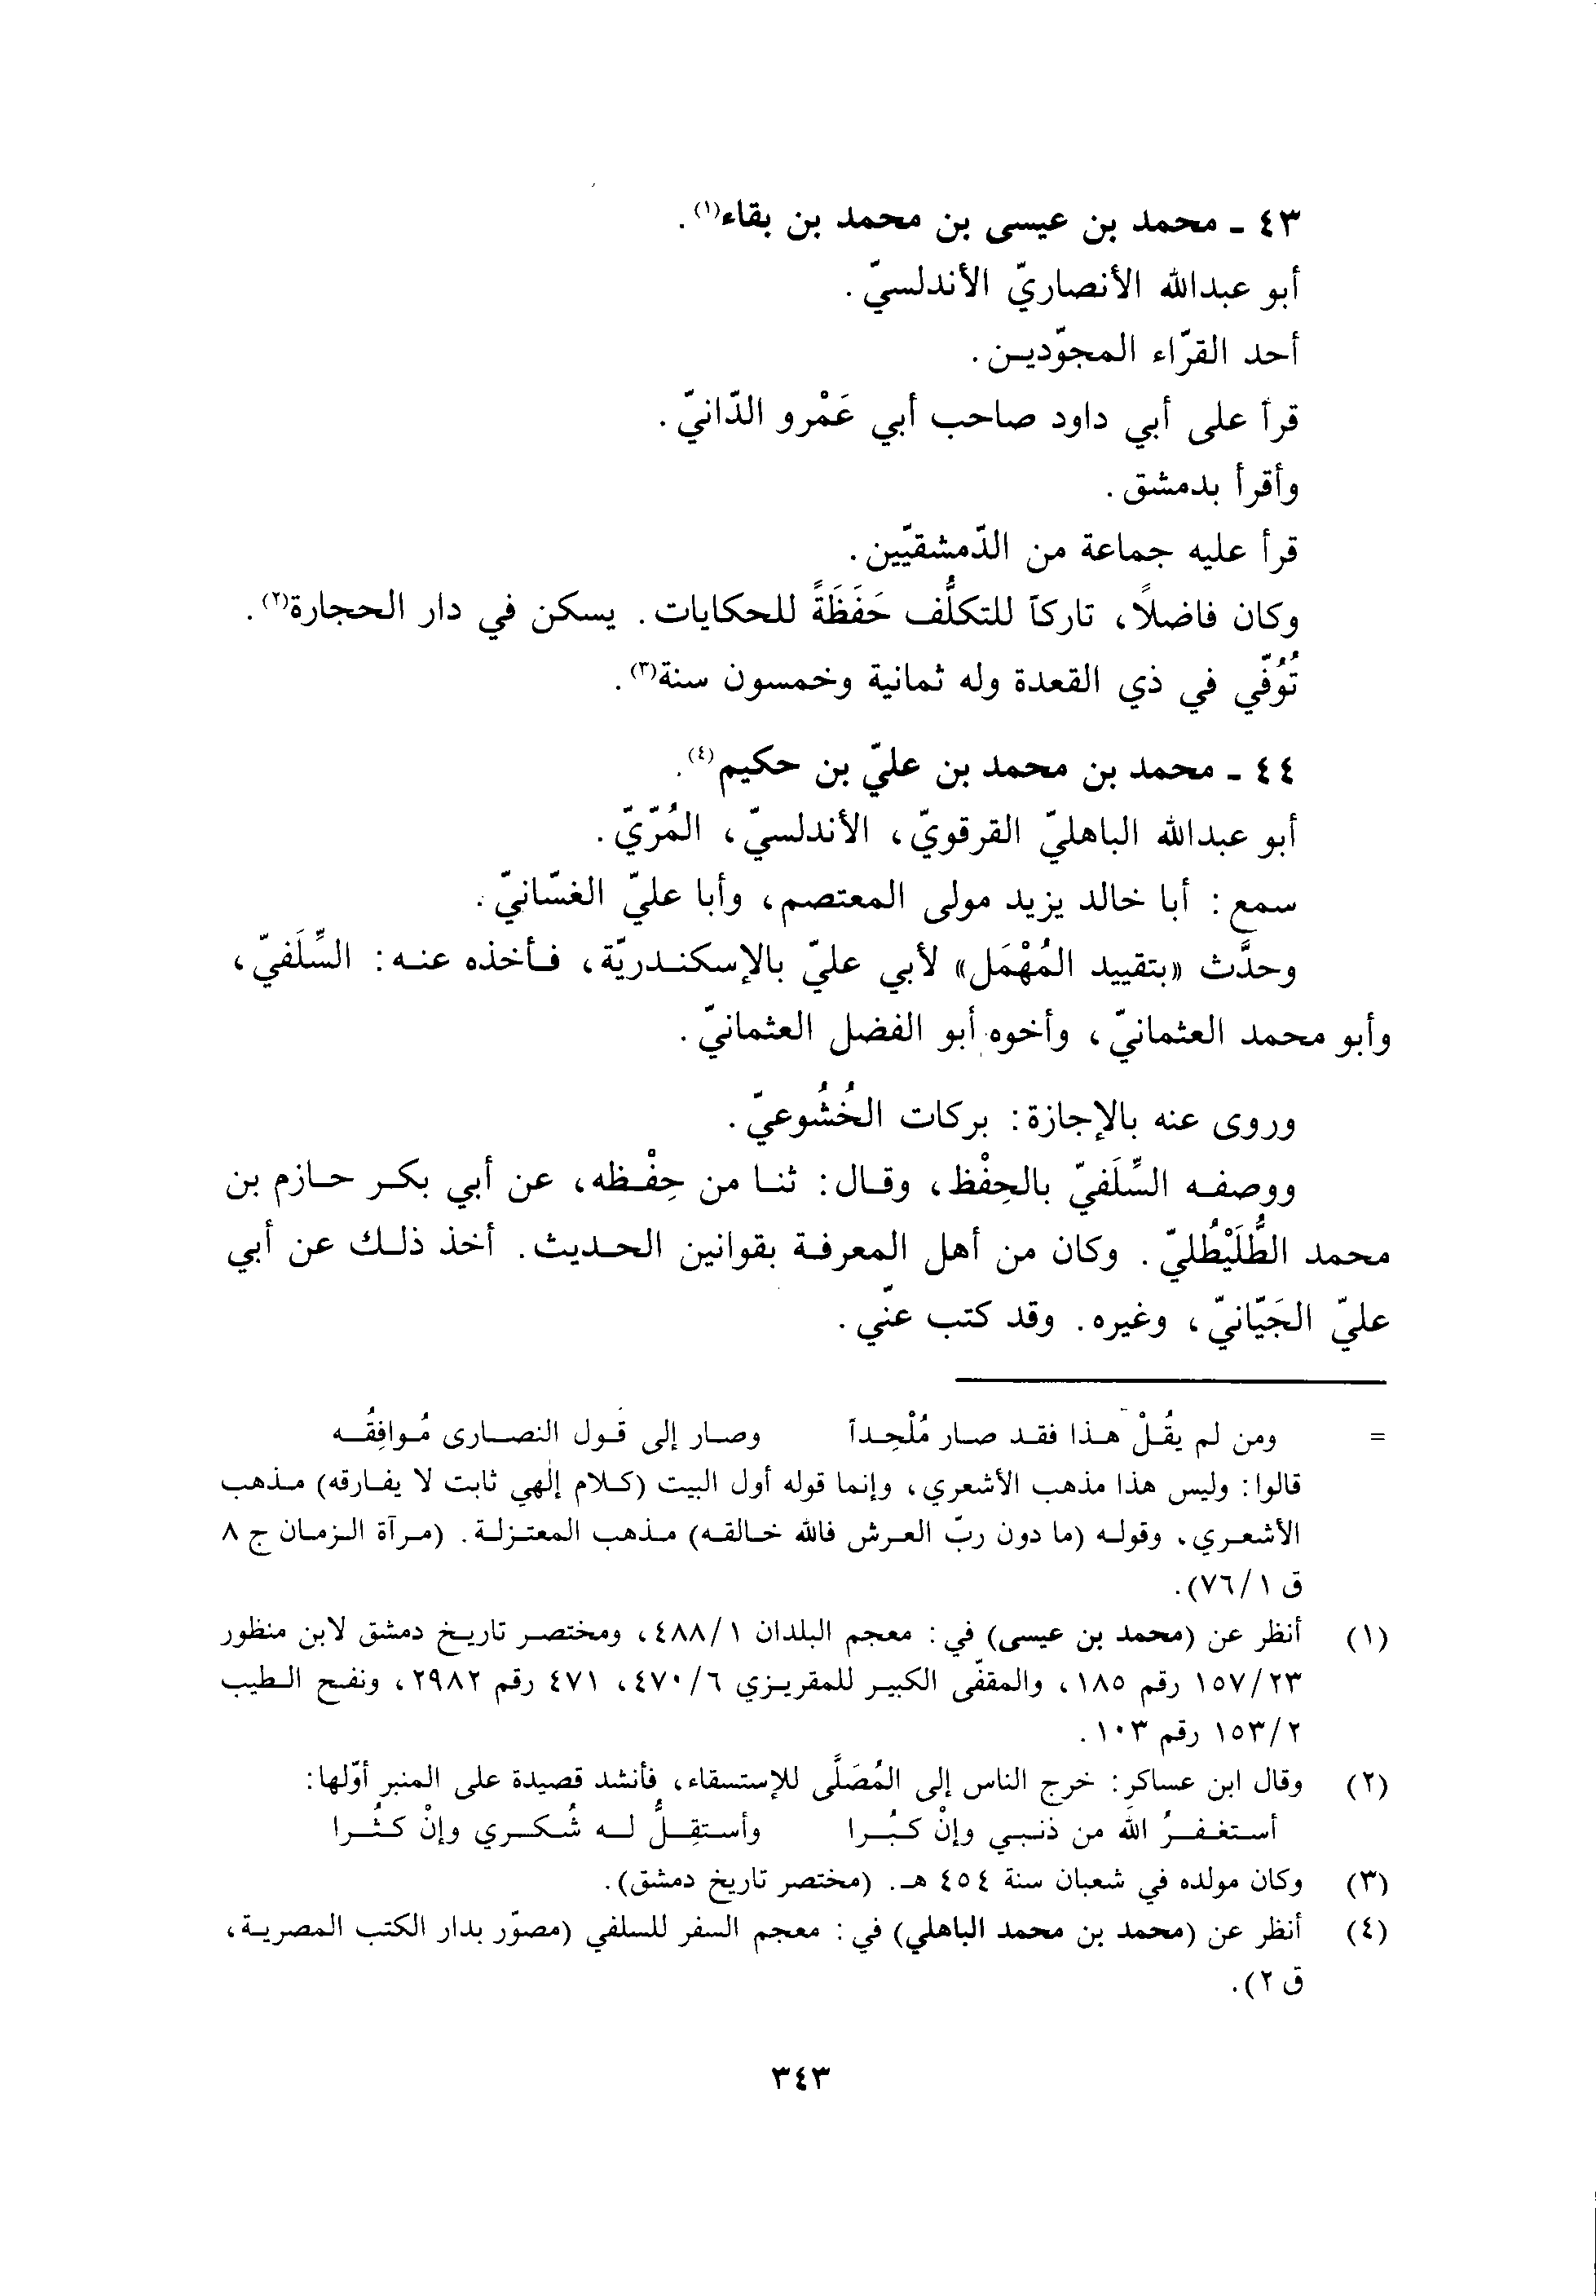 ٤٣ - محمد بن عيسى بن محمد بن بقاء(١).
أبو عبدالله الأنصاريّ الأندلسيّ.
أحد القرّاء المجوّديـن.
قرأ على أبي داود صاحب أبي عَمْرو الدّانيّ.
وأقرأ بدمشق.
قرأ عليه جماعة من الدّمشقيّين.
وكان فاضلاً، تاركاً للتكلُّف حَفَظَةً للحكايات. يسكن في دار الحجارة(٢).
تُوُفّي في ذي القعدة وله ثمانية وخمسون سنة(٣).
٤٤ - محمد بن محمد بن عليّ بن حكيم(٤).
أبو عبدالله الباهليّ القرقويّ، الأندلسيّ، المُرّيّ.
سمع: أبا خالد يزيد مولى المعتصم، وأبا عليّ الغسّانيّ.
وحدَّث «بتقييد المُهْمَل» لأبي عليّ بالإسكندريّة، فأخذه عنه: السِّلَفيّ،
وأبو محمد العثمانيّ، وأخوه أبو الفضل العثمانيّ.
وروى عنه بالإجازة: بركات الخُشُوعيّ.
ووصفه السِّلَفيّ بالحِفْظ، وقال: ثنا من حِفْظه، عن أبي بكر حازم بن
محمد الطُّلَيْطُليّ. وكان من أهل المعرفة بقوانين الحديث. أخذ ذلك عن أبي
عليّ الجَيّانيّ، وغيره. وقد كتب عنّي.
= ومن لم يقُلْ هذا فقد صار مُلْحِداً وصار إلى قول النصارى مُوافِقُه
قالوا: وليس هذا مذهب الأشعري، وإنما قوله أول البيت (كلام إلٰهي ثابت لا يفارقه) مذهب
الأشعري، وقوله (ما دون ربّ العرش فالله خالقه) مذهب المعتزلة. (مرآة الزمان ج ٨
ق ٧٦/١).
(١) أنظر عن (محمد بن عيسى) في: معجم البلدان ٤٨٨/١، ومختصر تاريخ دمشق لابن منظور
١٥٧/٢٣ رقم ١٨٥، والمقفّى الكبير للمقريزي ٤٧٠/٦، ٤٧١ رقم ٢٩٨٢، ونفح الطيب
١٥٣/٢ رقم ١٠٣.
(٢) وقال ابن عساكر: خرج الناس إلى المُصَلَّى للإستسقاء، فأنشد قصيدة على المنبر أوّلها:
أستغفرُ اللهَ من ذنبي وإنْ كبُرا وأستقِلُّ له شُكري وإنْ كثُرا
(٣) وكان مولده في شعبان سنة ٤٥٤ هـ. (مختصر تاريخ دمشق).
(٤) أنظر عن (محمد بن محمد الباهلي) في: معجم السفر للسلفي (مصوّر بدار الكتب المصرية،
ق ٢).
٣٤٣